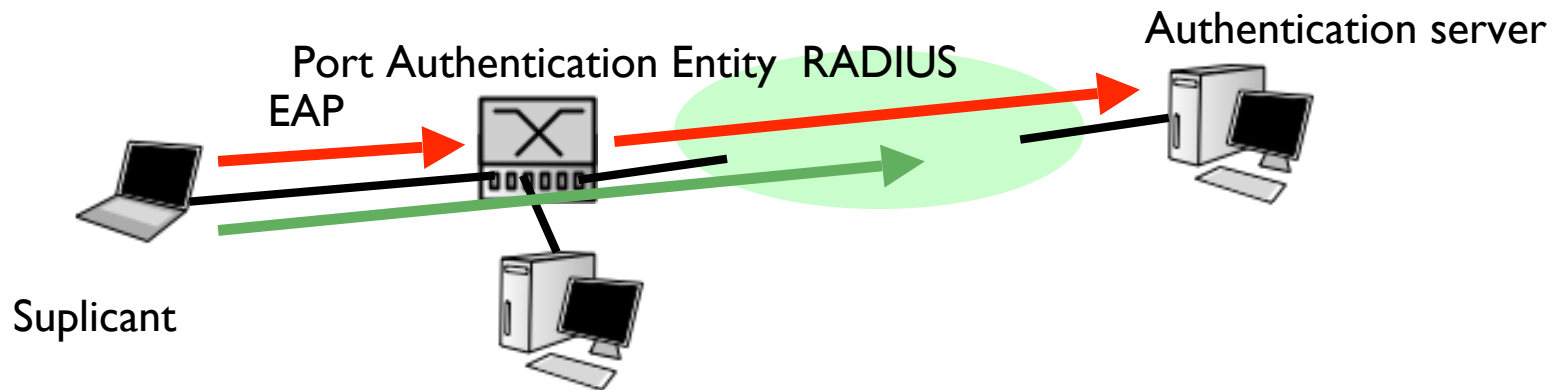 Authentication server
Port Authentication Entity RADIUS
EAP
Suplicant